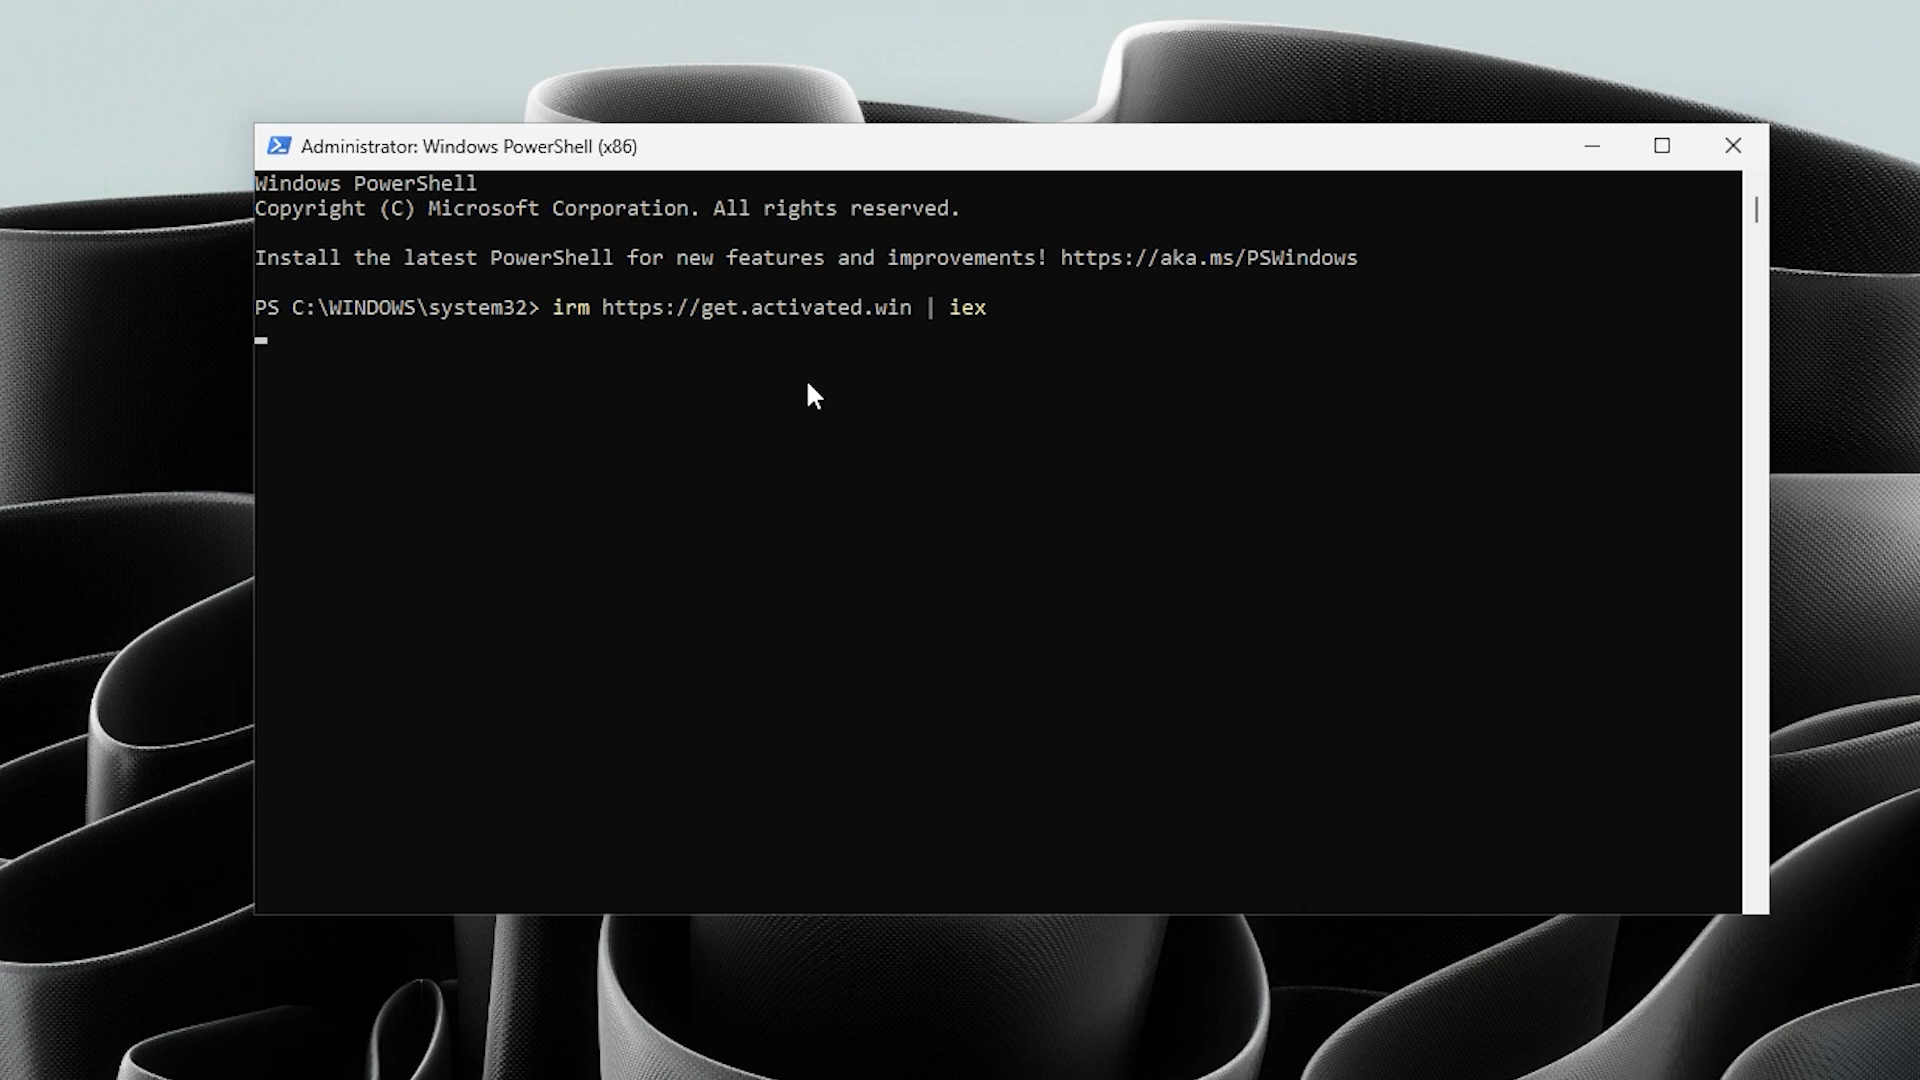 Administrator: Windows PowerShell (x86)
Windows PowerShell
Copyright (C) Microsoft Corporation. All rights reserved.
Install the latest PowerShell for new features and improvements! https://aka.ms/PSWindows
PS C:\WINDOWS\system32> irm https://get.activated.win | iex